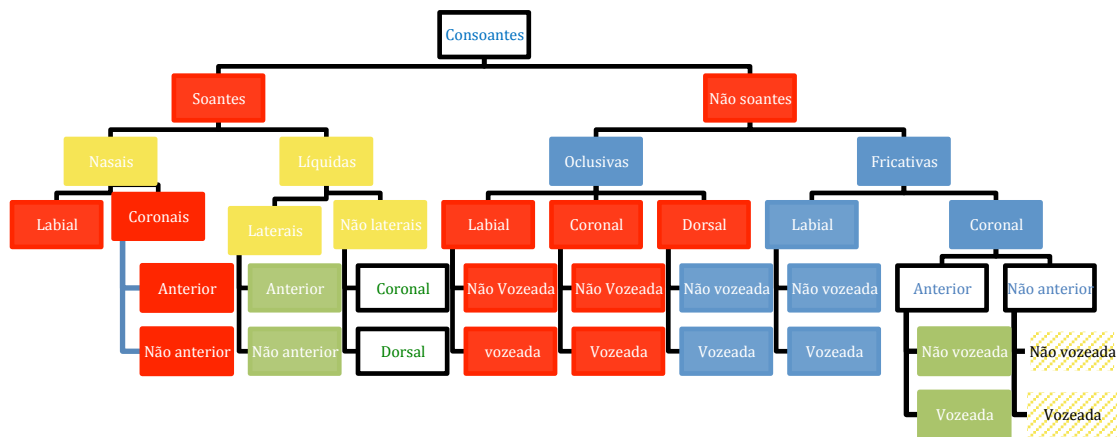 Consoantes
Soantes
Não soantes
Nasais
Líquidas
Oclusivas
Fricativas
Labial
Coronais
Laterais
Não laterais
Labial
Coronal
Dorsal
Labial
Coronal
Anterior
Anterior
Coronal
Não Vozeada
Não Vozeada
Não vozeada
Não vozeada
Anterior
Não anterior
Não anterior
Não anterior
Dorsal
vozeada
Vozeada
Vozeada
Vozeada
Não vozeada
Não vozeada
Vozeada
Vozeada